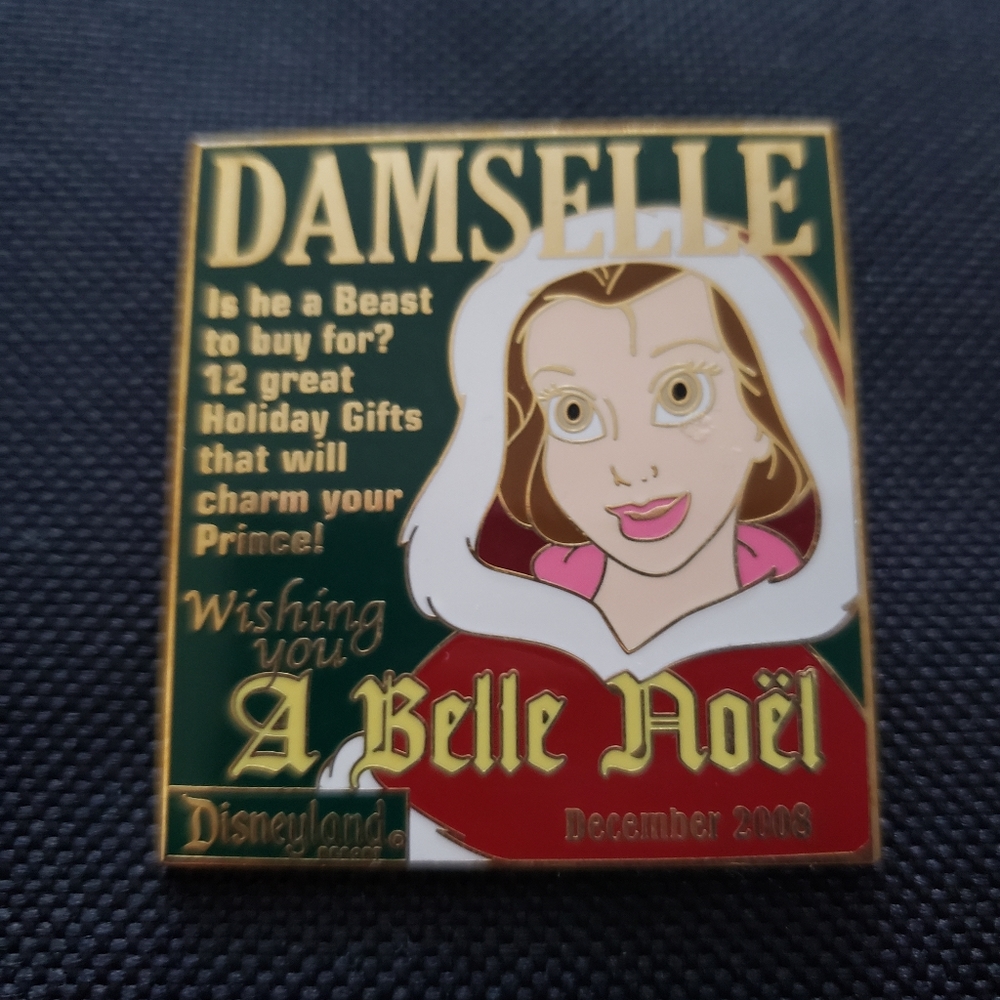 DAMSELLE
Is he a Beast
to buy for?
12 great
Holiday Gifts
that will
charm your
Prince!
Wishing
you
A Belle Noël
Disneyland®
RESORT
December 2008